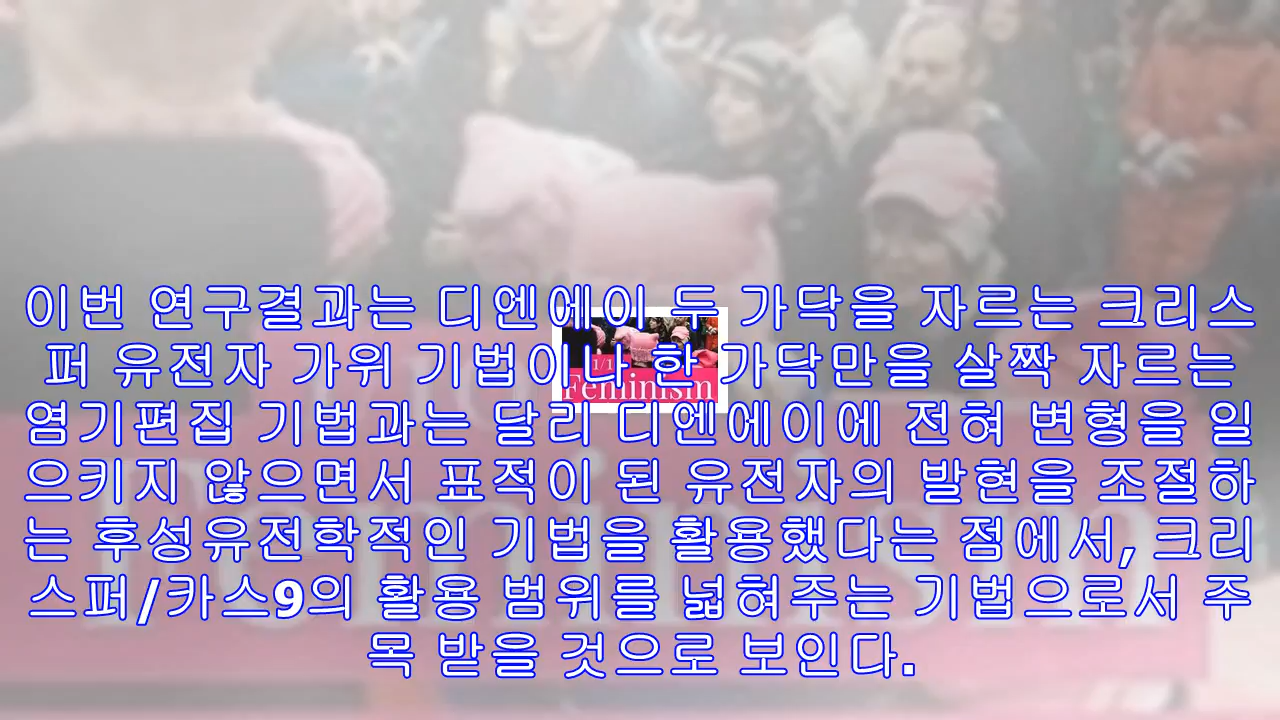 이번 연구결과는 디엔에이 두 가닥을 자르는 크리스
퍼 유전자 가위 기법이나 한 가닥만을 살짝 자르는
염기편집 기법과는 달리 디엔에이에 전혀 변형을 일
으키지 않으면서 표적이 된 유전자의 발현을 조절하
는 후성유전학적인 기법을 활용했다는 점에서, 크리
스퍼/카스9의 활용 범위를 넓혀주는 기법으로서 주
목 받을 것으로 보인다.
1/1
Feminism
Feminism